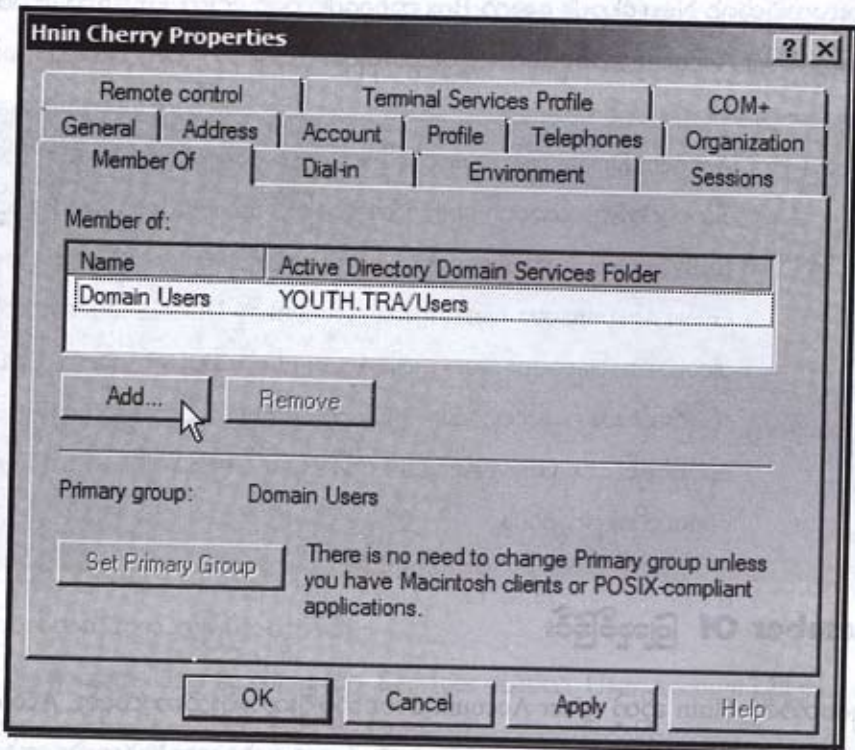 Hnin Cherry Properties
Remote control Terminal Services Profile COM+
General Address Account Profile Telephones Organization
Member Of Dial-in Environment Sessions
Member of:
Name Active Directory Domain Services Folder
Domain Users YOUTH.TRA/Users
Add... Remove
Primary group: Domain Users
Set Primary Group
There is no need to change Primary group unless
you have Macintosh clients or POSIX-compliant
applications.
OK Cancel Apply Help